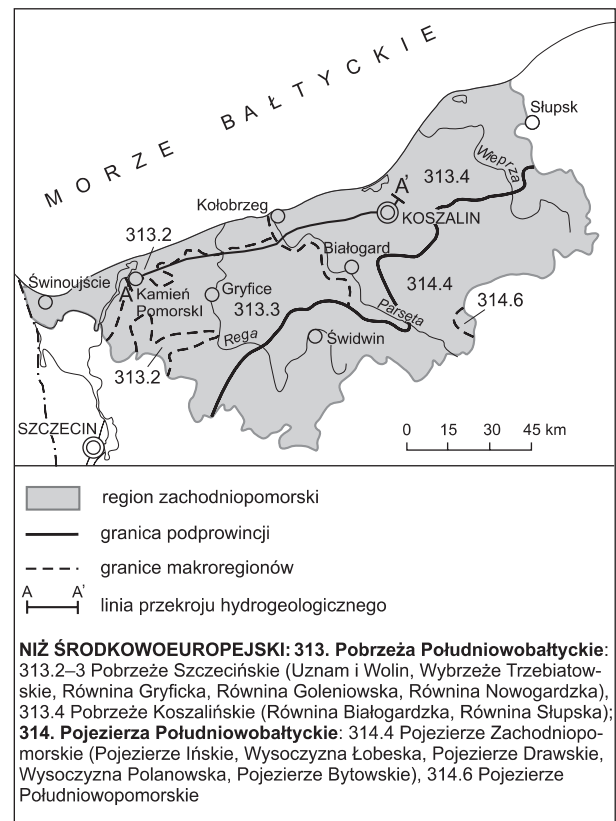 MORZE BAŁTYCKIE
Słupsk
Wieprza
A'
313.4
Kołobrzeg
KOSZALIN
313.2
Białogard
Świnoujście
A
Kamień
PomorskI
Gryfice
313.3
314.4
314.6
Parsęta
Rega
Świdwin
313.2
SZCZECIN
0 15 30 45 km
region zachodniopomorski
granica podprowincji
granice makroregionów
A A'
linia przekroju hydrogeologicznego
NIŻ ŚRODKOWOEUROPEJSKI: 313. Pobrzeża Południowobałtyckie:
313.2–3 Pobrzeże Szczecińskie (Uznam i Wolin, Wybrzeże Trzebiatow-
skie, Równina Gryficka, Równina Goleniowska, Równina Nowogardzka),
313.4 Pobrzeże Koszalińskie (Równina Białogardzka, Równina Słupska);
314. Pojezierza Południowobałtyckie: 314.4 Pojezierze Zachodniopo-
morskie (Pojezierze Ińskie, Wysoczyzna Łobeska, Pojezierze Drawskie,
Wysoczyzna Polanowska, Pojezierze Bytowskie), 314.6 Pojezierze
Południowopomorskie